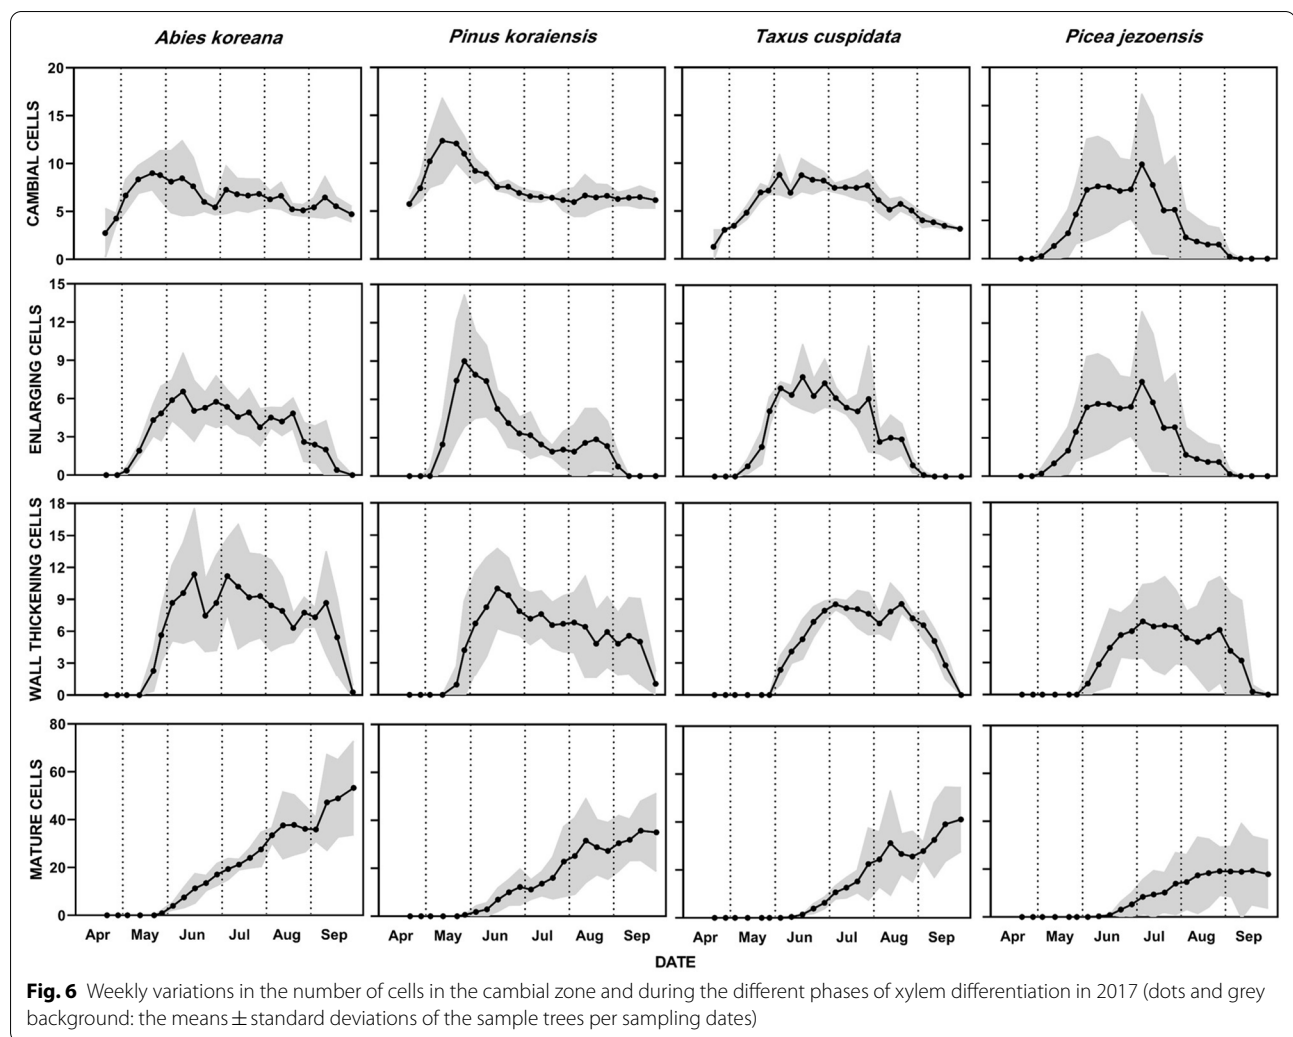 Abies koreana Pinus koraiensis Taxus cuspidata Picea jezoensis
CAMBIAL CELLS
20
15
10
5
0
ENLARGING CELLS
15
12
9
6
3
0
WALL THICKENING CELLS
18
15
12
9
6
3
0
MATURE CELLS
80
60
40
20
0
Apr May Jun Jul Aug Sep Apr May Jun Jul Aug Sep Apr May Jun Jul Aug Sep Apr May Jun Jul Aug Sep
DATE
Fig. 6 Weekly variations in the number of cells in the cambial zone and during the different phases of xylem differentiation in 2017 (dots and grey
background: the means ± standard deviations of the sample trees per sampling dates)